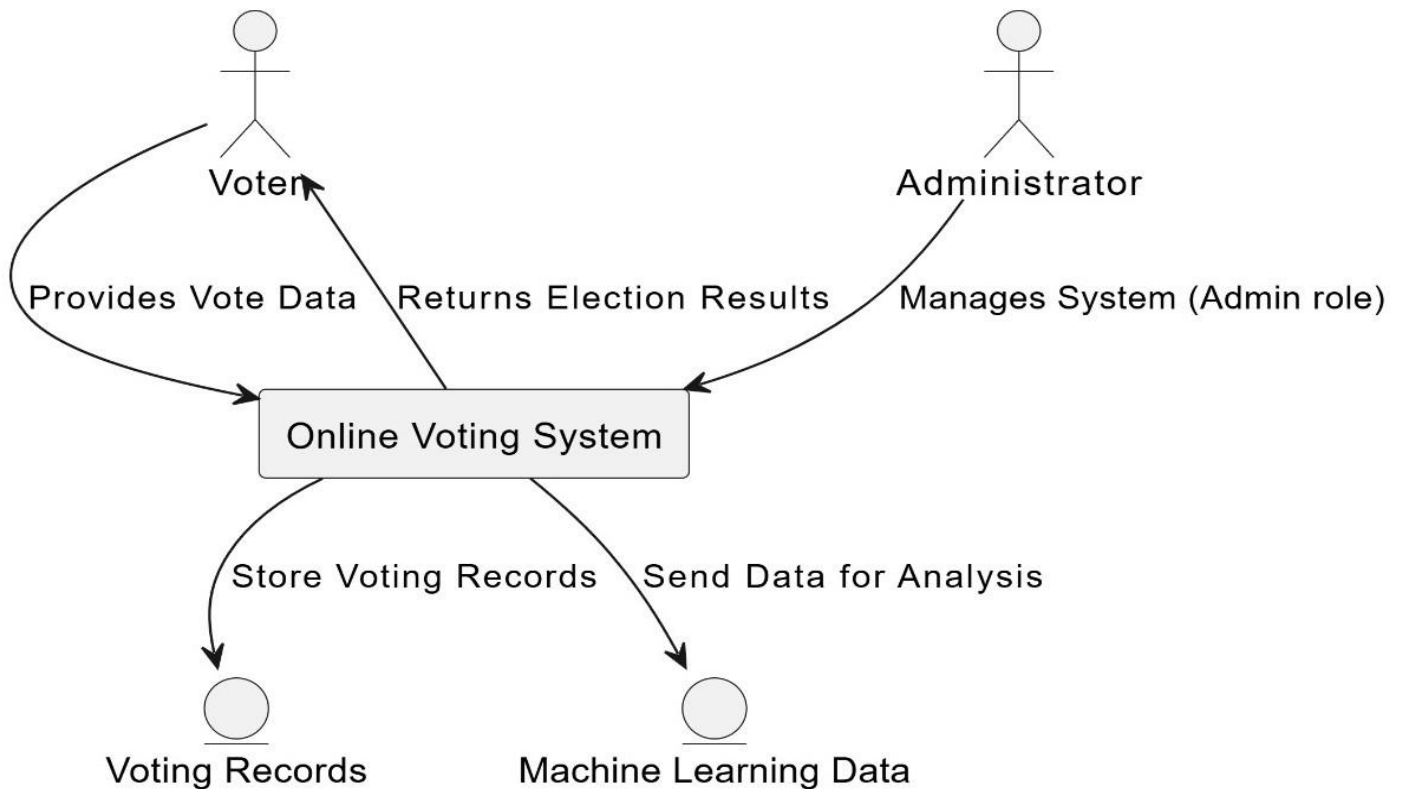 Voter
Administrator
Provides Vote Data
Returns Election Results
Manages System (Admin role)
Online Voting System
Store Voting Records
Send Data for Analysis
Voting Records
Machine Learning Data